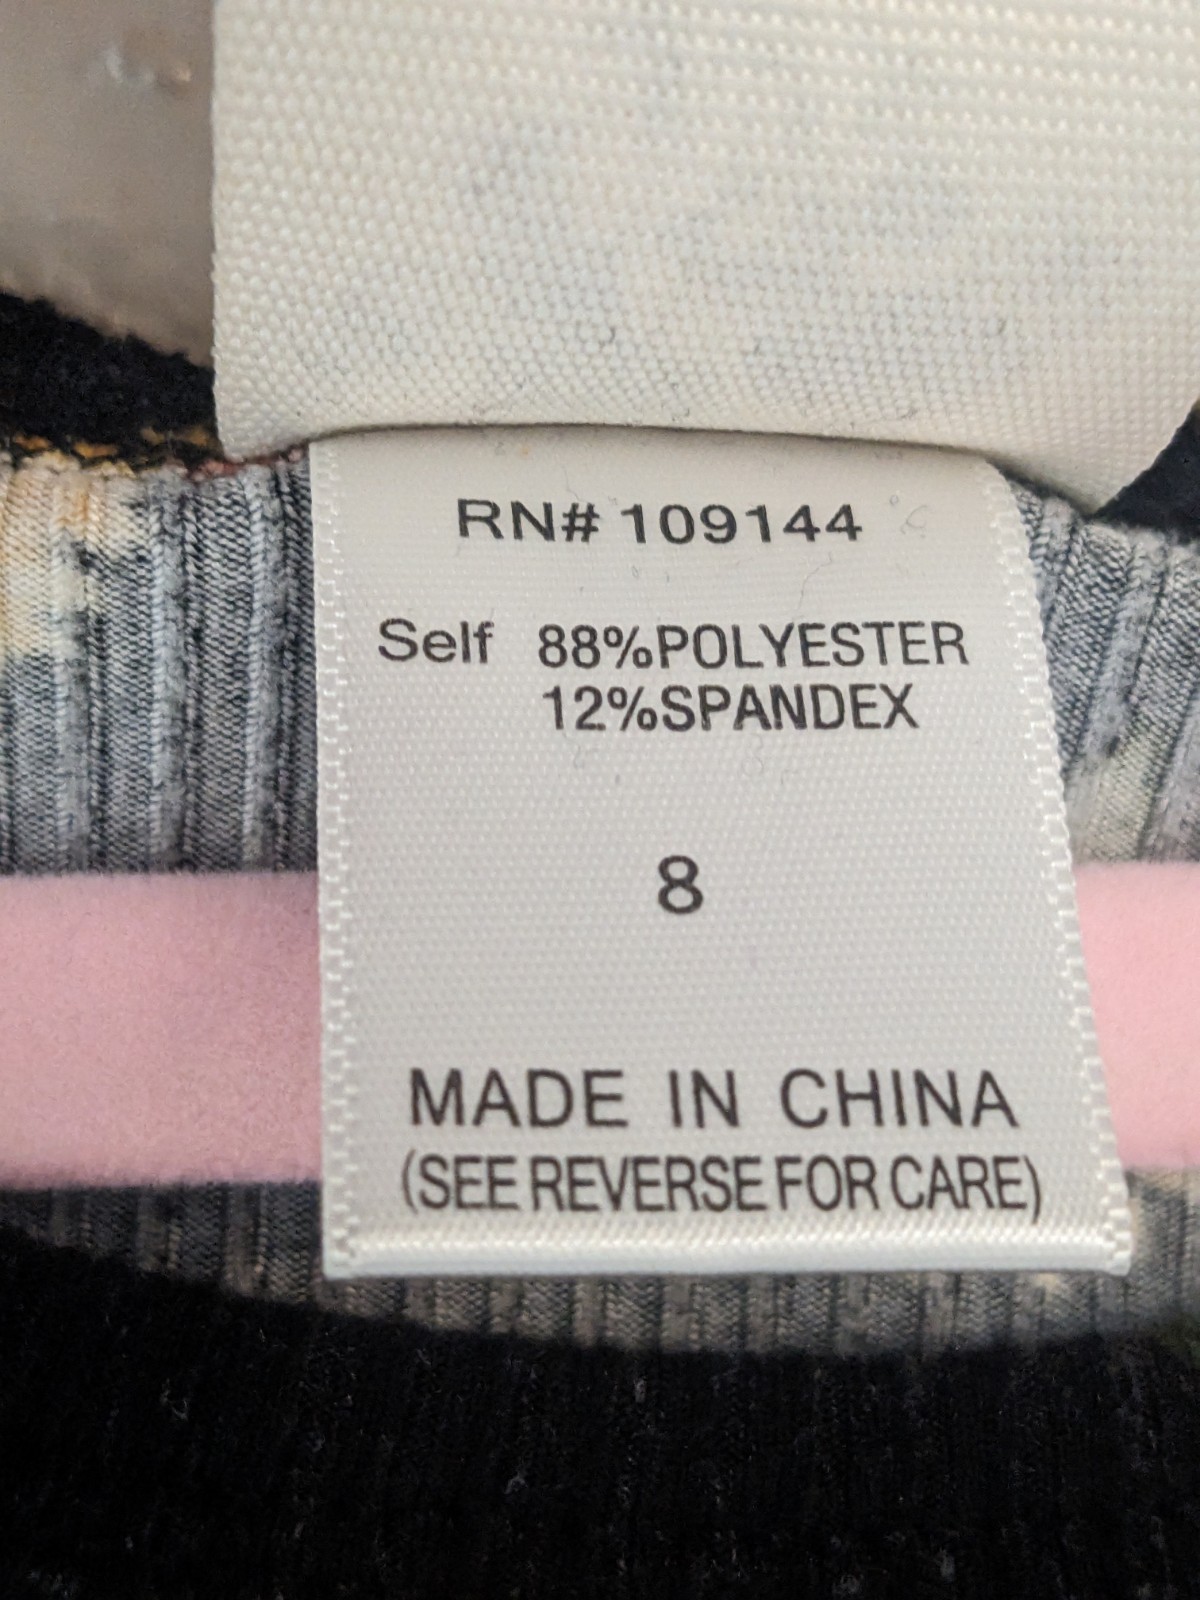 RN# 109144
Self 88%POLYESTER
12%SPANDEX
8
MADE IN CHINA
(SEE REVERSE FOR CARE)